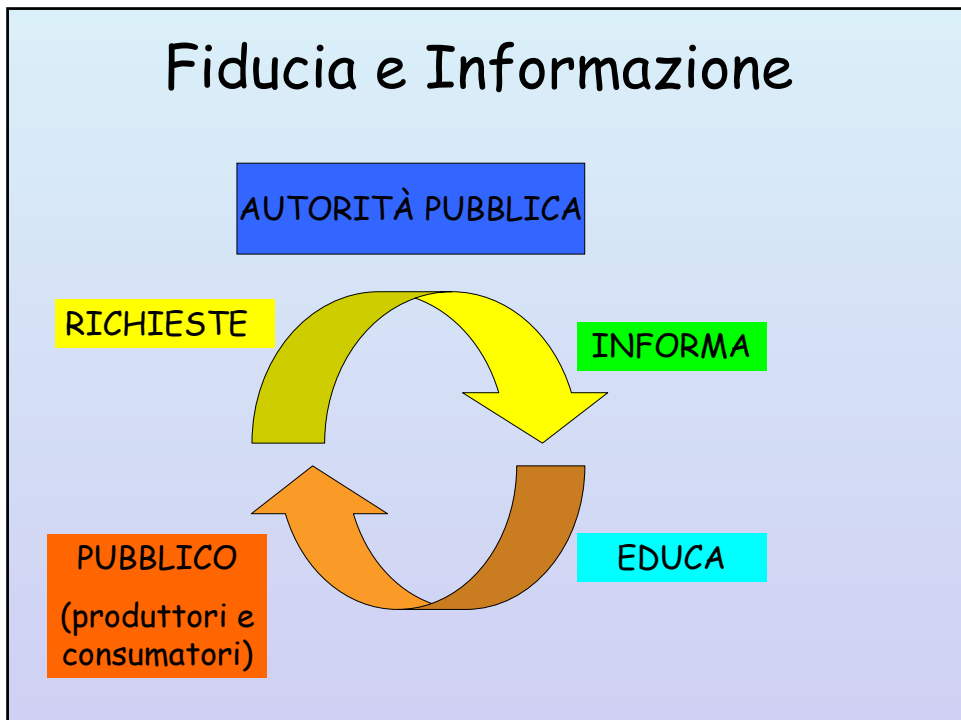 Fiducia e Informazione
AUTORITÀ PUBBLICA
RICHIESTE
INFORMA
PUBBLICO
(produttori e
consumatori)
EDUCA